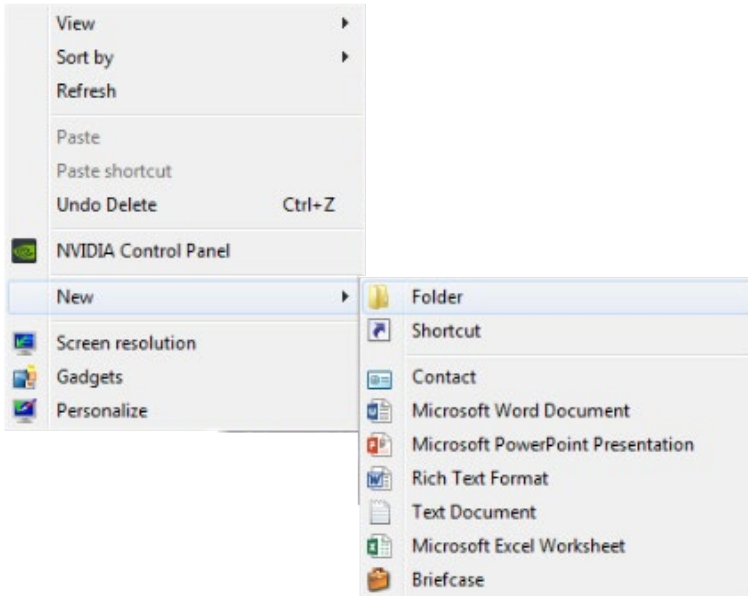 View
Sort by
Refresh
Paste
Paste shortcut
Undo Delete Ctrl+Z
NVIDIA Control Panel
New
Screen resolution
Gadgets
Personalize
Folder
Shortcut
Contact
Microsoft Word Document
Microsoft PowerPoint Presentation
Rich Text Format
Text Document
Microsoft Excel Worksheet
Briefcase